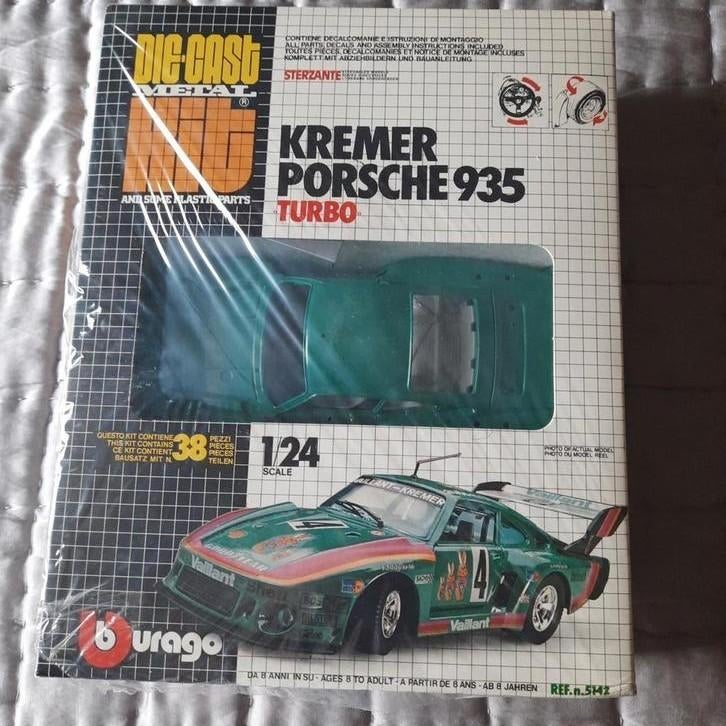 DIE-CAST
METAL
KIT ®
AND SOME PLASTIC PARTS
CONTIENE DECALCOMANIE E ISTRUZIONI DI MONTAGGIO
ALL PARTS, DECALS AND ASSEMBLY INSTRUCTIONS INCLUDED
TOUTES PIECES, DECALCOMANIES ET NOTICE DE MONTAGE INCLUSES
KOMPLETT MIT ABZIEHBILDERN UND BAUANLEITUNG
STERZANTE
KREMER
PORSCHE 935
"TURBO"
QUESTO KIT CONTIENE 38 PEZZI
THIS KIT CONTAINS PIECES
CE KIT CONTIENT PIECES
BAUSATZ MIT N. TEILEN
1/24
SCALE
PHOTO OF ACTUAL MODEL
PHOTO DU MODEL REEL
VAILLANT-KREMER
Vaillant
4
GOODYEAR
Vaillant
Shell
4
Vaillant
burago
DA 8 ANNI IN SU - AGES 8 TO ADULT - A PARTIR DE 8 ANS - AB 8 JAHREN
REF. n. 5142